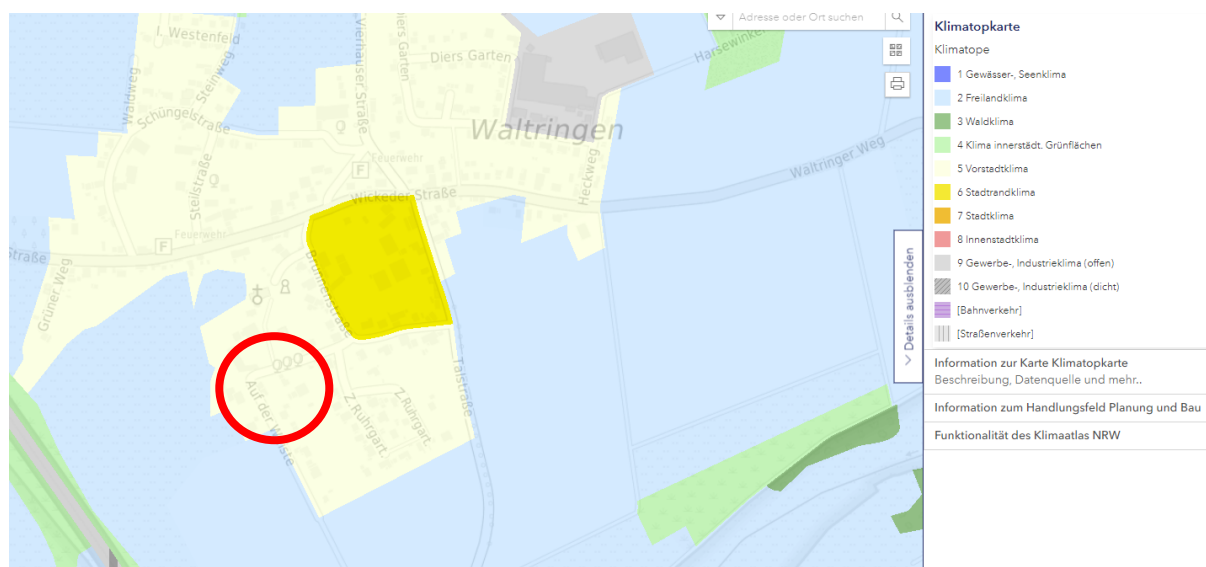 Adresse oder Ort suchen
I. Westenfeld
Waldweg
Steinweg
Schüngelstraße
Vierhauser Straße
Diers Garten
Diers Garten
Harsewinkel
Waltringen
Waltringer Weg
Heckweg
Feuerwehr
F
Wickeder Straße
Steilstraße
Feuerwehr
F
Straße
Grüner Weg
Brunnenstraße
Talstraße
Auf der Wüste
Z. Ruhrgart.
Z. Ruhrgart.
> Details ausblenden
Klimatopkarte
Klimatope
1 Gewässer-, Seenklima
2 Freilandklima
3 Waldklima
4 Klima innerstädt. Grünflächen
5 Vorstadtklima
6 Stadtrandklima
7 Stadtklima
8 Innenstadtklima
9 Gewerbe-, Industrieklima (offen)
10 Gewerbe-, Industrieklima (dicht)
[Bahnverkehr]
[Straßenverkehr]
Information zur Karte Klimatopkarte
Beschreibung, Datenquelle und mehr..
Information zum Handlungsfeld Planung und Bau
Funktionalität des Klimaatlas NRW